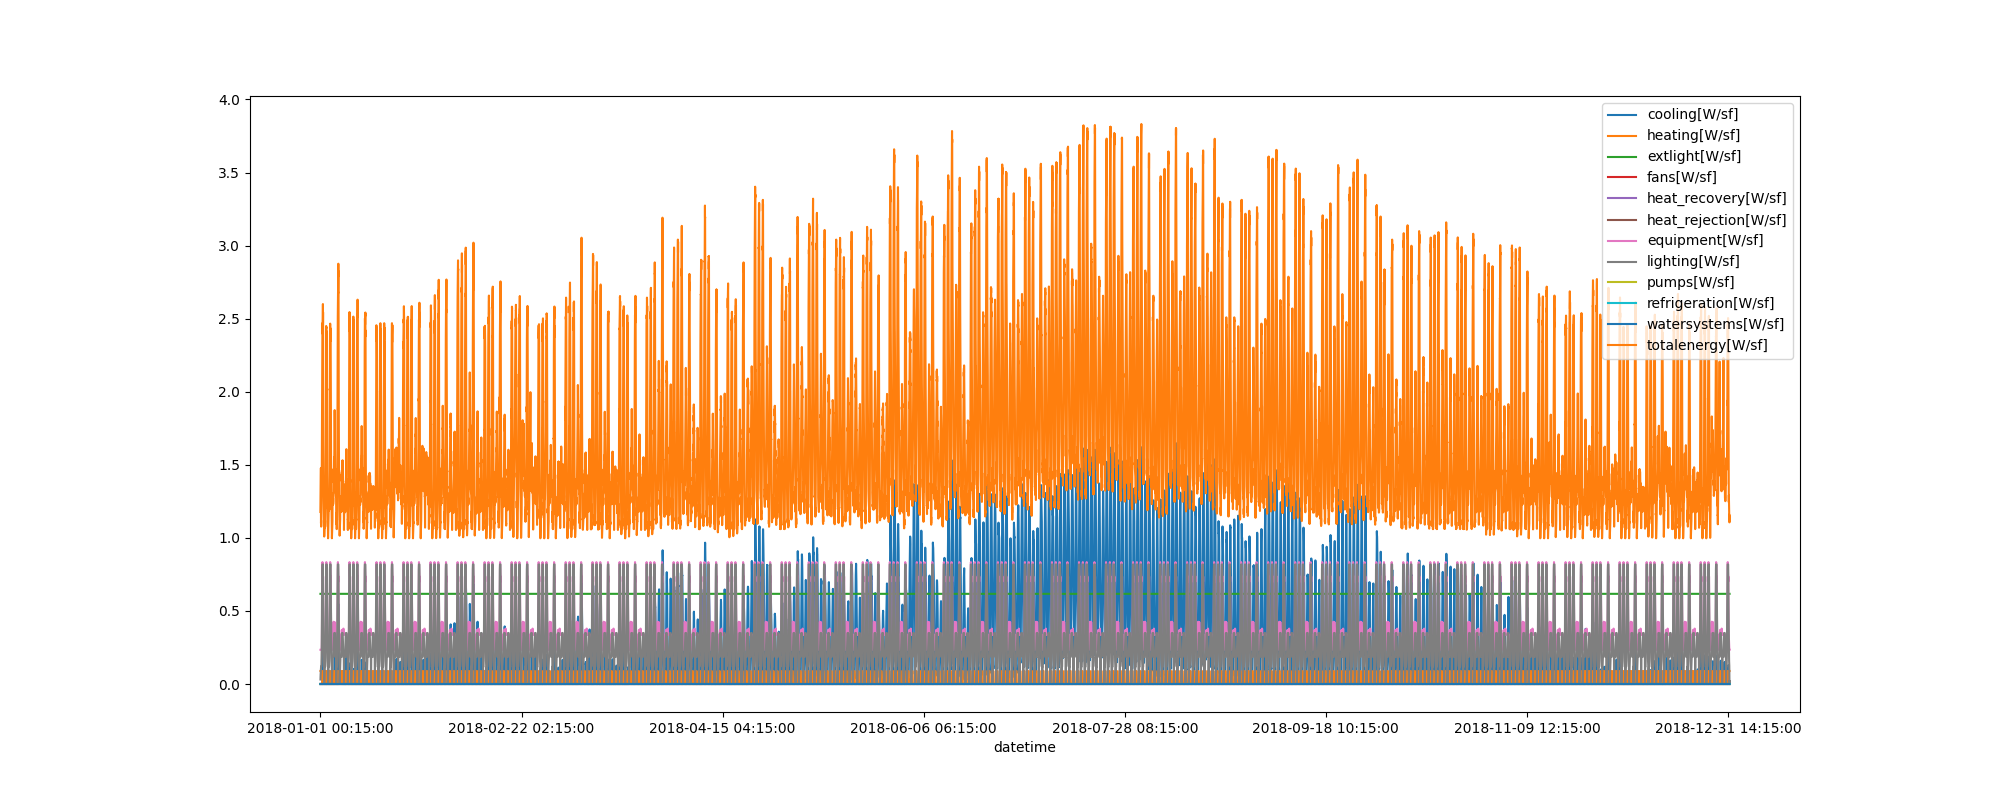 4.0
3.5
3.0
2.5
2.0
1.5
1.0
0.5
0.0
cooling[W/sf]
heating[W/sf]
extlight[W/sf]
fans[W/sf]
heat_recovery[W/sf]
heat_rejection[W/sf]
equipment[W/sf]
lighting[W/sf]
pumps[W/sf]
refrigeration[W/sf]
watersystems[W/sf]
totalenergy[W/sf]
2018-01-01 00:15:00 2018-02-22 02:15:00 2018-04-15 04:15:00 2018-06-06 06:15:00 2018-07-28 08:15:00 2018-09-18 10:15:00 2018-11-09 12:15:00 2018-12-31 14:15:00
datetime